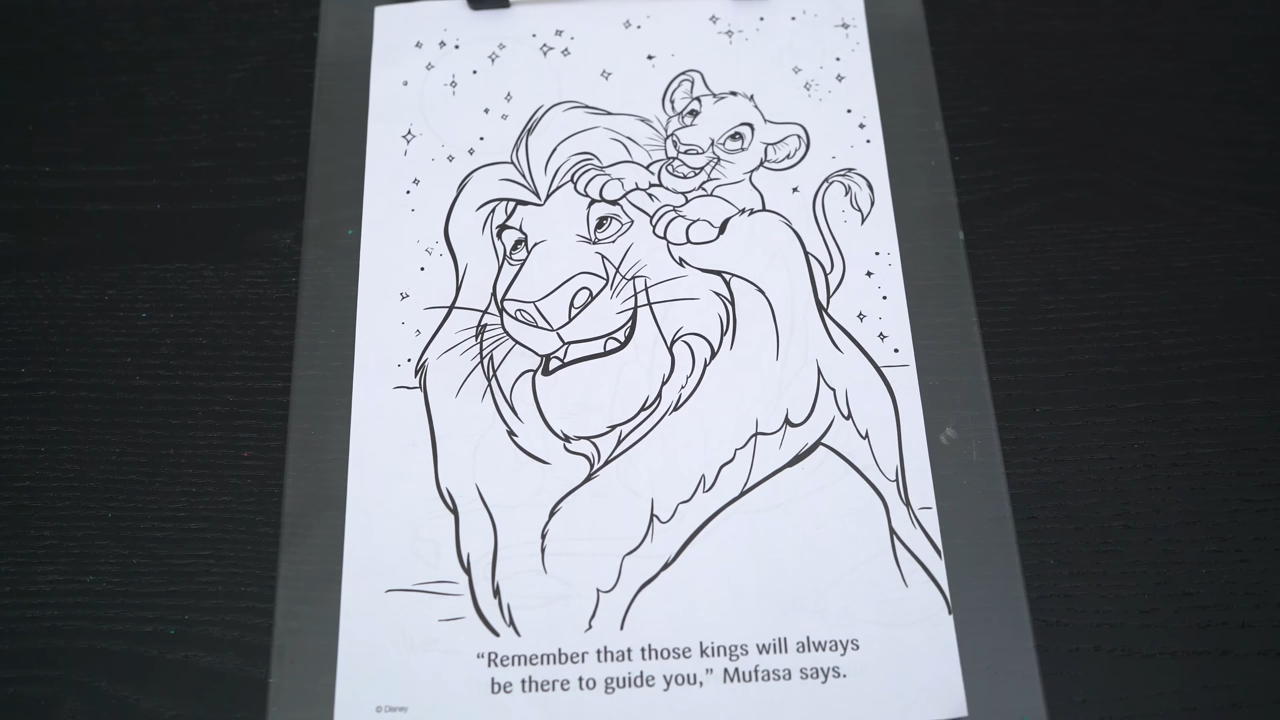 “Remember that those kings will always
be there to guide you,” Mufasa says.
© Disney